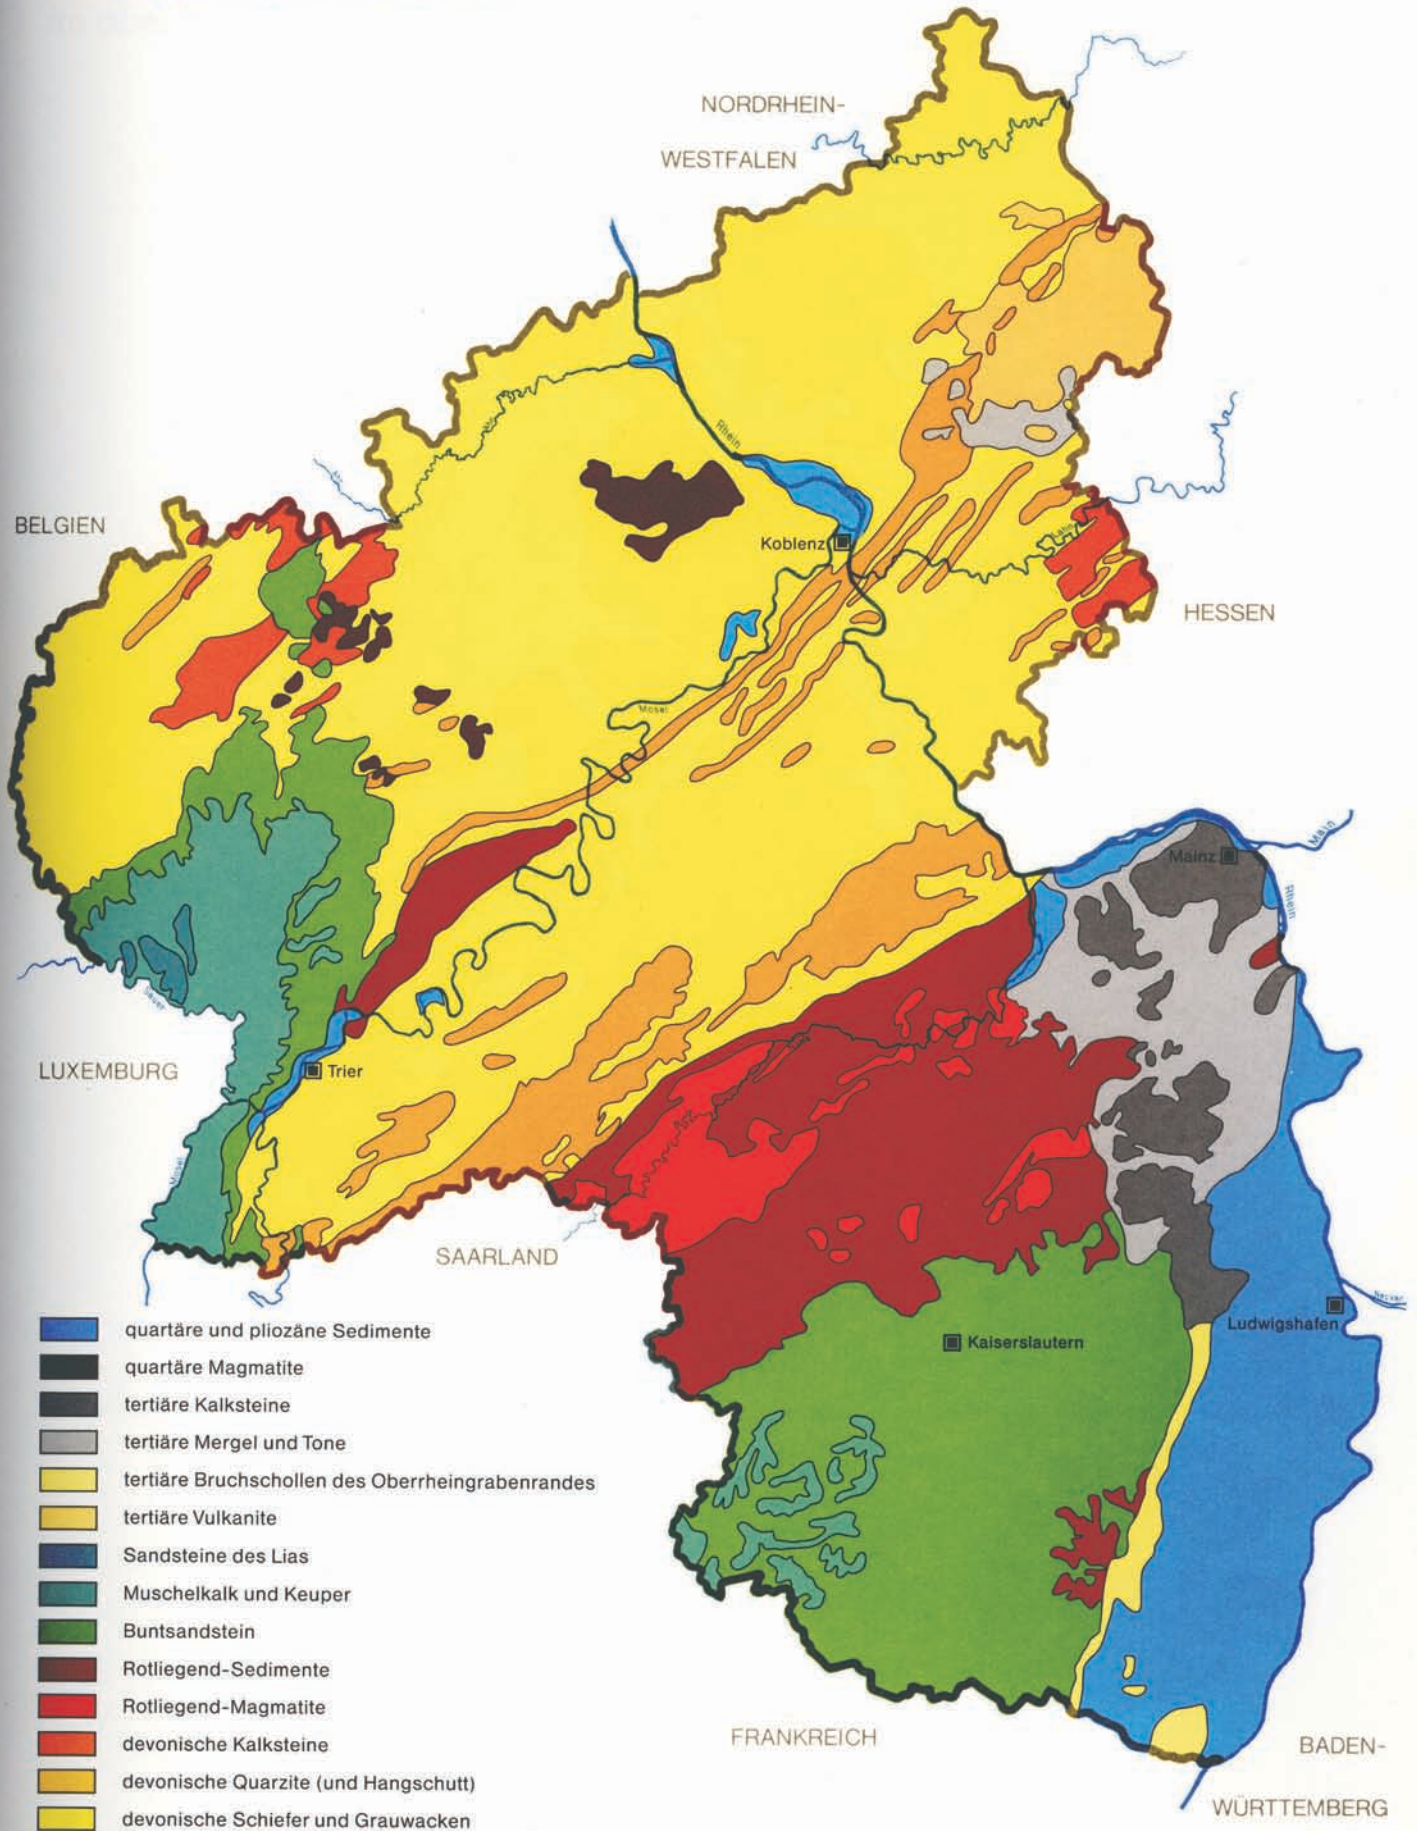 NORDRHEIN-
WESTFALEN
Rhein
BELGIEN
Koblenz
Lahn
HESSEN
Mosel
Mainz
Main
Rhein
Sauer
LUXEMBURG
Trier
Mosel
SAARLAND
Neckar
Ludwigshafen
Kaiserslautern
quartäre und pliozäne Sedimente
quartäre Magmatite
tertiäre Kalksteine
tertiäre Mergel und Tone
tertiäre Bruchschollen des Oberrheingrabenrandes
tertiäre Vulkanite
Sandsteine des Lias
Muschelkalk und Keuper
Buntsandstein
Rotliegend-Sedimente
Rotliegend-Magmatite
devonische Kalksteine
devonische Quarzite (und Hangschutt)
devonische Schiefer und Grauwacken
FRANKREICH
BADEN-
WÜRTTEMBERG